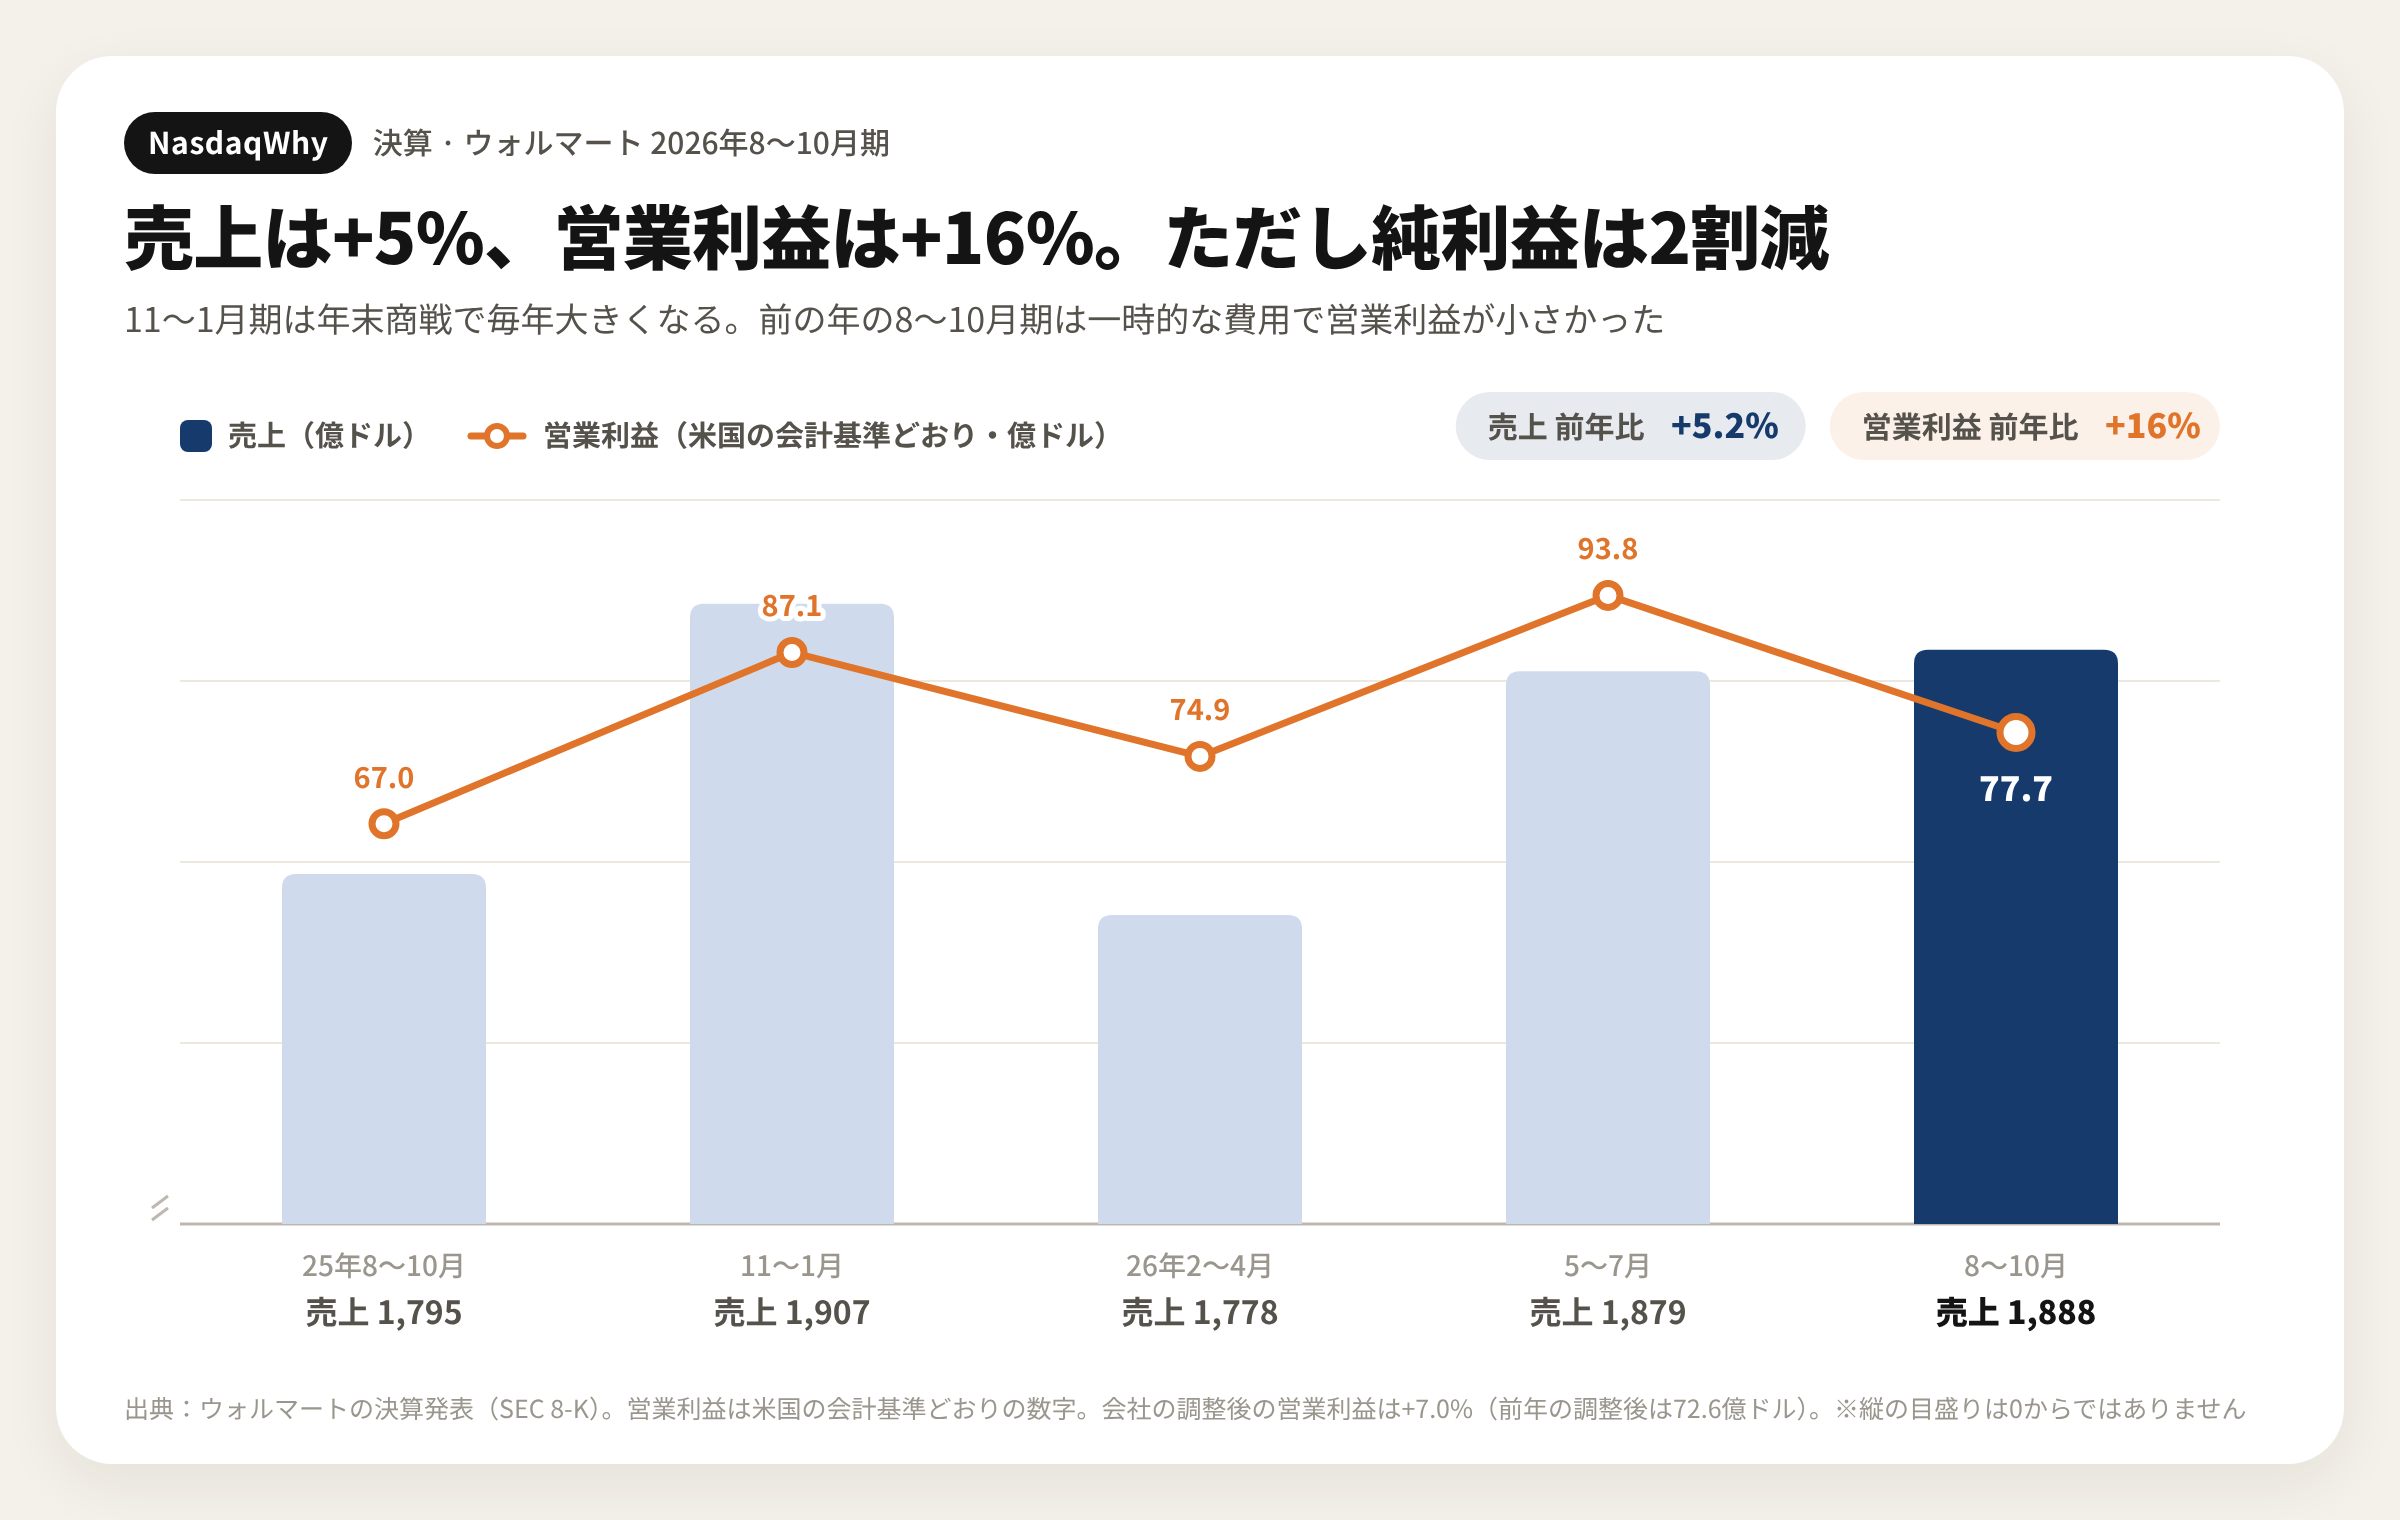 NasdaqWhy 決算・ウォルマート 2026年8〜10月期
売上は+5%、営業利益は+16%。ただし純利益は2割減
11〜1月期は年末商戦で毎年大きくなる。前の年の8〜10月期は一時的な費用で営業利益が小さかった
売上（億ドル） 営業利益（米国の会計基準どおり・億ドル） 売上 前年比 +5.2% 営業利益 前年比 +16%
67.0
87.1
74.9
93.8
77.7
25年8〜10月 11〜1月 26年2〜4月 5〜7月 8〜10月
売上 1,795 売上 1,907 売上 1,778 売上 1,879 売上 1,888
出典：ウォルマートの決算発表（SEC 8-K）。営業利益は米国の会計基準どおりの数字。会社の調整後の営業利益は+7.0%（前年の調整後は72.6億ドル）。※縦の目盛りは0からではありません